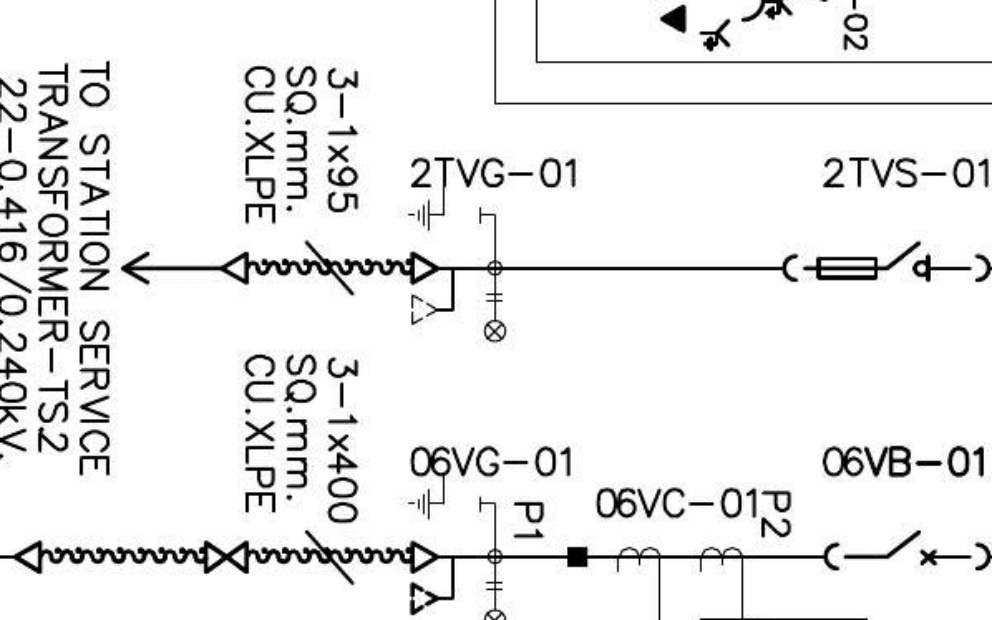 -02
TO STATION SERVICE
TRANSFORMER-TS2
22-0.416/0.240kV.
3-1x95
SQ.mm.
CU.XLPE
2TVG-01
2TVS-01
3-1x400
SQ.mm.
CU.XLPE
06VG-01
P1
06VC-01
P2
06VB-01